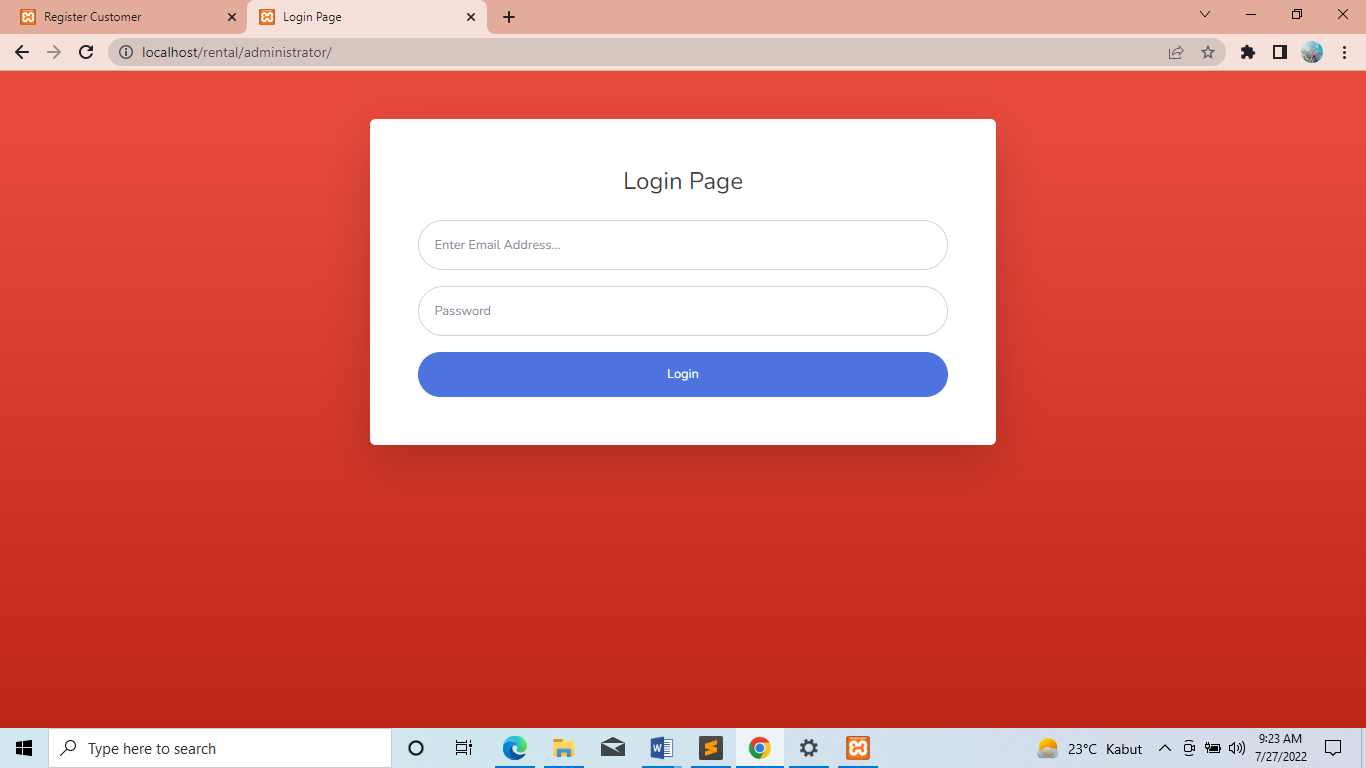 Register Customer
Login Page
localhost/rental/administrator/
Login Page
Enter Email Address...
Password
Login
Type here to search
23°C Kabut
9:23 AM
7/27/2022